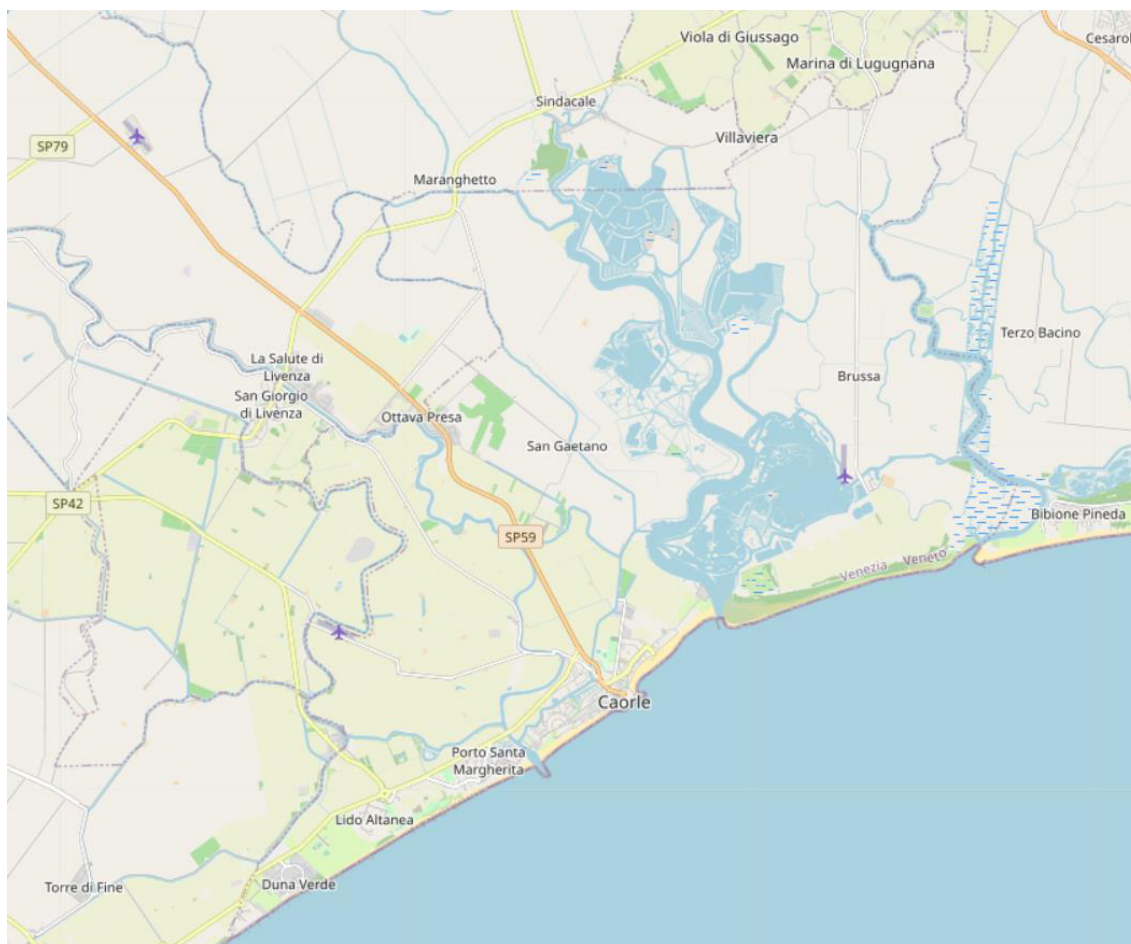 Viola di Giussago
Cesarol
Marina di Lugugnana
Sindacale
Villaviera
SP79
Maranghetto
Terzo Bacino
La Salute di
Livenza
Brussa
San Giorgio
di Livenza
Ottava Presa
San Gaetano
SP42
Bibione Pineda
SP59
Venezia
Veneto
Caorle
Porto Santa
Margherita
Lido Altanea
Torre di Fine
Duna Verde